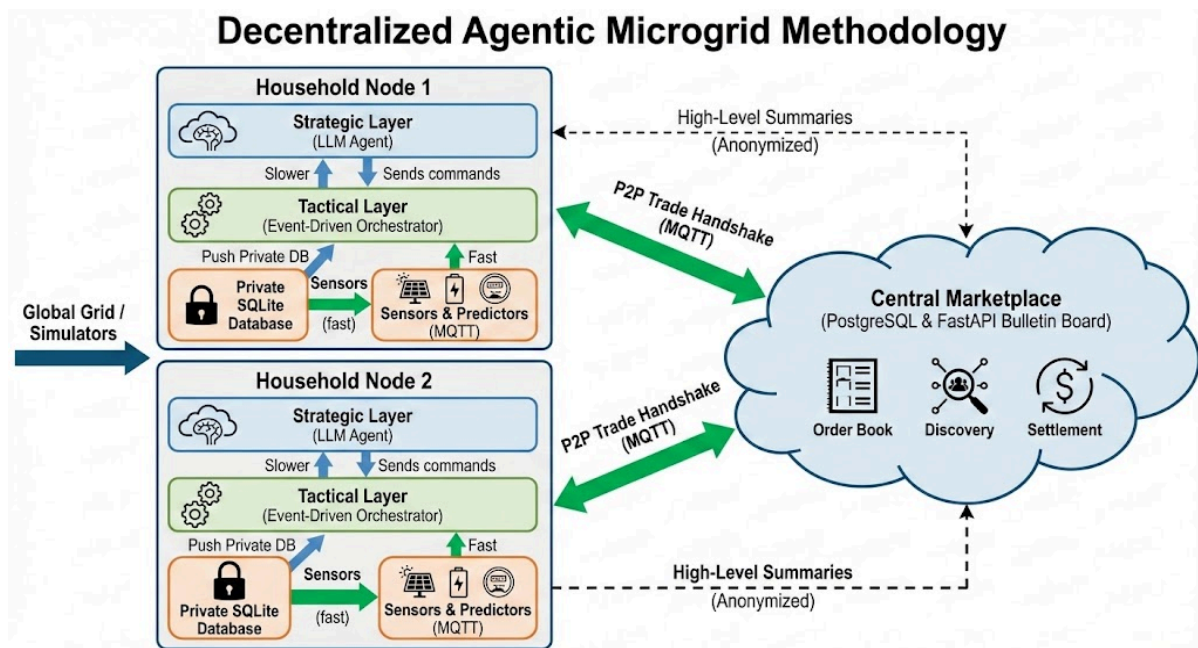 Decentralized Agentic Microgrid Methodology
Household Node 1
Strategic Layer
(LLM Agent)
Slower
Sends commands
Tactical Layer
(Event-Driven Orchestrator)
Push Private DB
Fast
Private
SQLite
Database
Sensors
(fast)
Sensors & Predictors
(MQTT)
Global Grid /
Simulators
Household Node 2
Strategic Layer
(LLM Agent)
Slower
Sends commands
Tactical Layer
(Event-Driven Orchestrator)
Push Private DB
Fast
Private SQLite
Database
Sensors
(fast)
Sensors & Predictors
(MQTT)
High-Level Summaries
(Anonymized)
P2P Trade Handshake
(MQTT)
P2P Trade Handshake
(MQTT)
High-Level Summaries
(Anonymized)
Central Marketplace
(PostgreSQL & FastAPI Bulletin Board)
Order Book
Discovery
Settlement